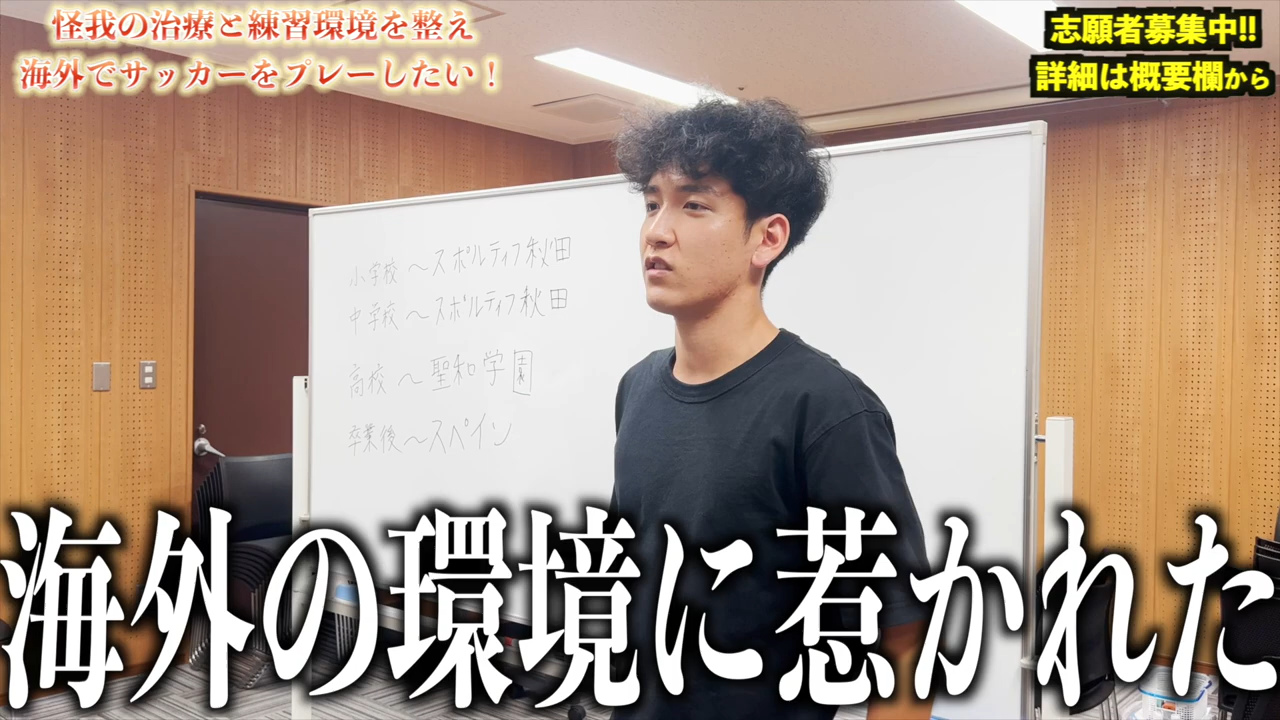 怪我の治療と練習環境を整え
海外でサッカーをプレーしたい！
志願者募集中!!
詳細は概要欄から
小学校〜スポルティフ秋田
中学校〜スポルティフ秋田
高校〜聖和学園
卒業後〜スペイン
海外の環境に惹かれた